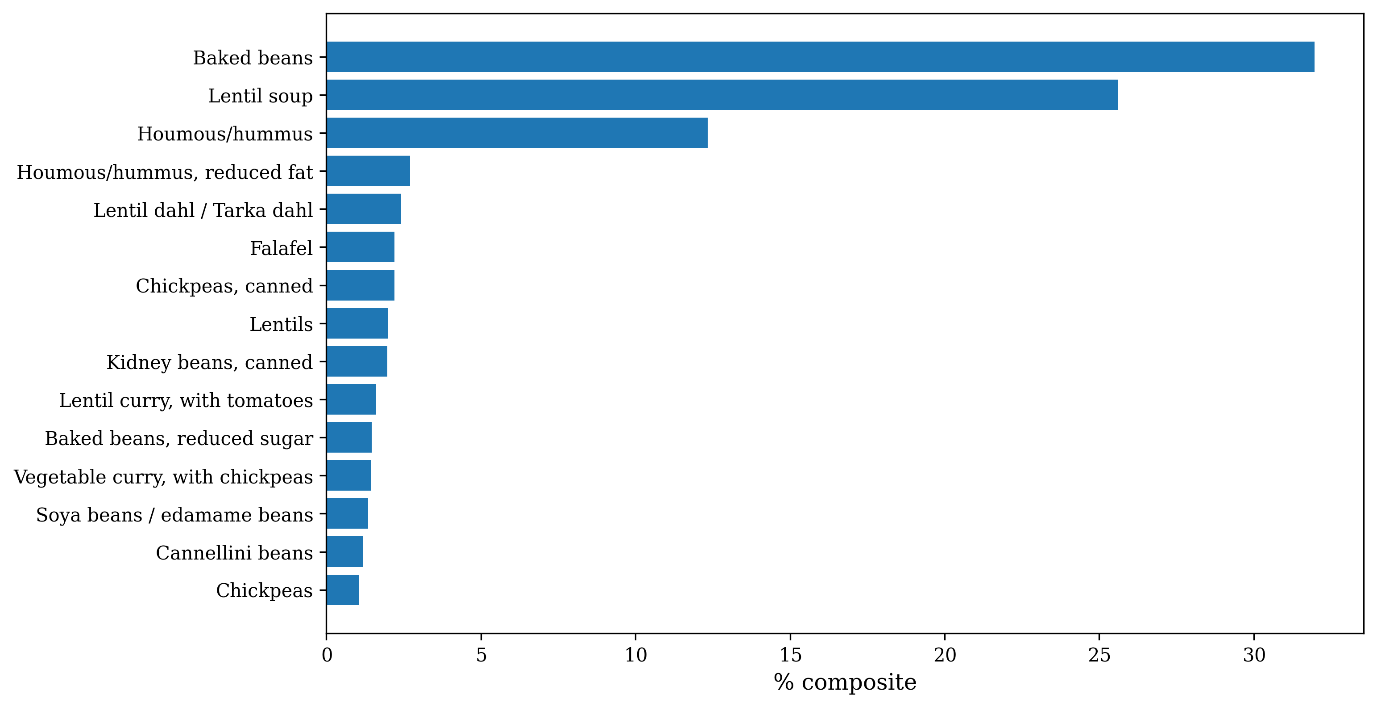 Baked beans
Lentil soup
Houmous/hummus
Houmous/hummus, reduced fat
Lentil dahl / Tarka dahl
Falafel
Chickpeas, canned
Lentils
Kidney beans, canned
Lentil curry, with tomatoes
Baked beans, reduced sugar
Vegetable curry, with chickpeas
Soya beans / edamame beans
Cannellini beans
Chickpeas
0 5 10 15 20 25 30
% composite